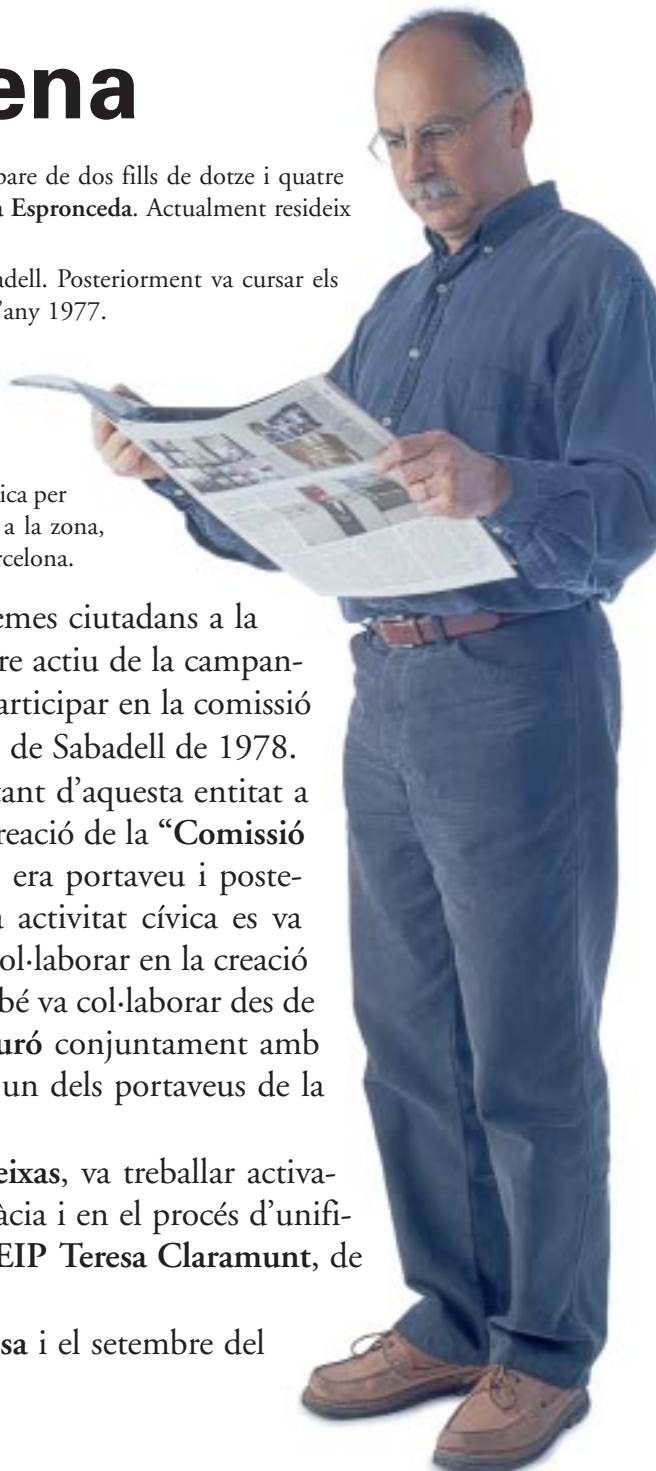 ena
pare de dos fills de dotze i quatre
a Espronceda. Actualment resideix
adell. Posteriorment va cursar els
'any 1977.
ica per
a la zona,
rcelona.
emes ciutadans a la
re actiu de la campan-
articipar en la comissió
de Sabadell de 1978.
tant d'aquesta entitat a
reació de la “Comissió
era portaveu i poste-
a activitat cívica es va
ol·laborar en la creació
bé va col·laborar des de
uró conjuntament amb
un dels portaveus de la
eixas, va treballar activa-
àcia i en el procés d'unifi-
EIP Teresa Claramunt, de
sa i el setembre del